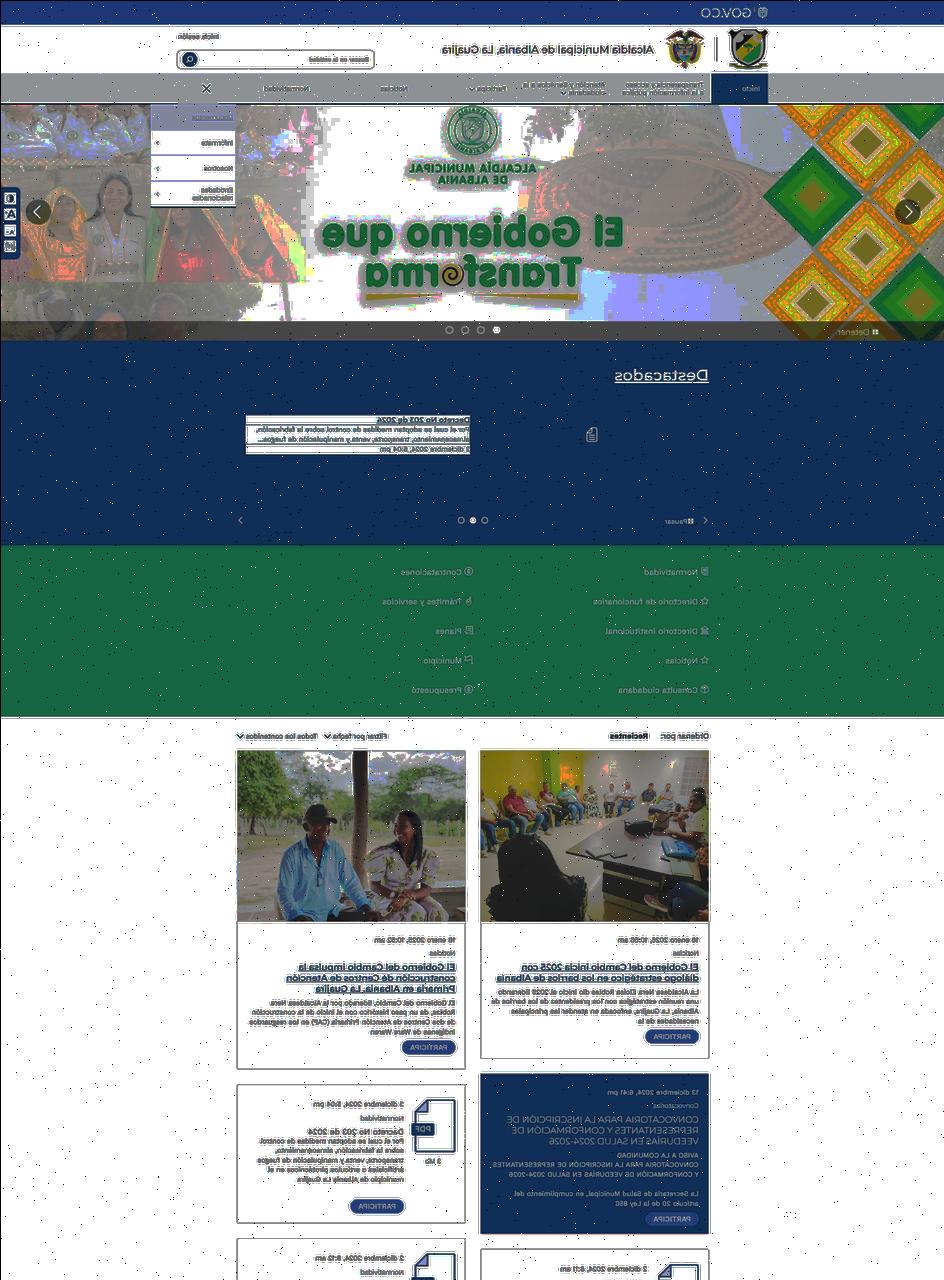 GOV.CO
Inicio sesión
Alcaldía Municipal de Albania, La Guajira
Buscar en la entidad
Inicio
Transparencia y acceso
a la información pública
Atención y Servicios a la
ciudadanía
Participa
Noticias
Normatividad
Infórmate
Nosotros
Entidades
relacionadas
ALCALDÍA MUNICIPAL
DE ALBANIA
El Gobierno que
Transforma
Detener
Destacados
Decreto No 203 de 2024
Por el cual se adoptan medidas de control sobre la fabricación,
almacenamiento, transporte, venta y manipulación de fuegos...
3 diciembre 2024, 5:04 pm
Pausar
Normatividad
Contrataciones
Directorio de funcionarios
Trámites y servicios
Directorio institucional
Planes
Noticias
Municipio
Consulta ciudadana
Presupuesto
Ordenar por:
Recientes
Filtrar por fecha
Todos los contenidos
16 enero 2025, 10:56 am
Noticias
El Gobierno del Cambio inicia 2025 con
diálogo estratégico en los barrios de Albania
La Alcaldesa Nera Estela Robles dio inicio al 2025 liderando
una reunión estratégica con los presidentes de los barrios de
Albania, La Guajira, enfocada en atender las principales
necesidades de la
PARTICIPA
16 enero 2025, 10:52 am
Noticias
El Gobierno del Cambio Impulsa la
construcción de Centros de Atención
Primaria en Albania, La Guajira
El Gobierno del Cambio, liderado por la Alcaldesa Nera
Robles, da un paso histórico con el inicio de la construcción
de dos Centros de Atención Primaria (CAP) en los resguardos
indígenas de Ware Waren
PARTICIPA
13 diciembre 2024, 6:41 pm
Convocatorias
CONVOCATORIA PARA LA INSCRIPCIÓN DE
REPRESENTANTES Y CONFORMACIÓN DE
VEEDURÍAS EN SALUD 2024-2026
AVISO A LA COMUNIDAD
CONVOCATORIA PARA LA INSCRIPCIÓN DE REPRESENTANTES
Y CONFORMACIÓN DE VEEDURÍAS EN SALUD 2024-2026
La Secretaría de Salud Municipal, en cumplimiento del
artículo 20 de la Ley 850
PARTICIPA
PDF
3 Mb
3 diciembre 2024, 5:04 pm
Normatividad
Decreto No 203 de 2024
Por el cual se adoptan medidas de control
sobre la fabricación, almacenamiento,
transporte, venta y manipulación de fuegos
artificiales o artículos pirotécnicos en el
municipio de Albania La Guajira
PARTICIPA
2 diciembre 2024, 8:11 am
2 diciembre 2024, 8:12 am
Normatividad